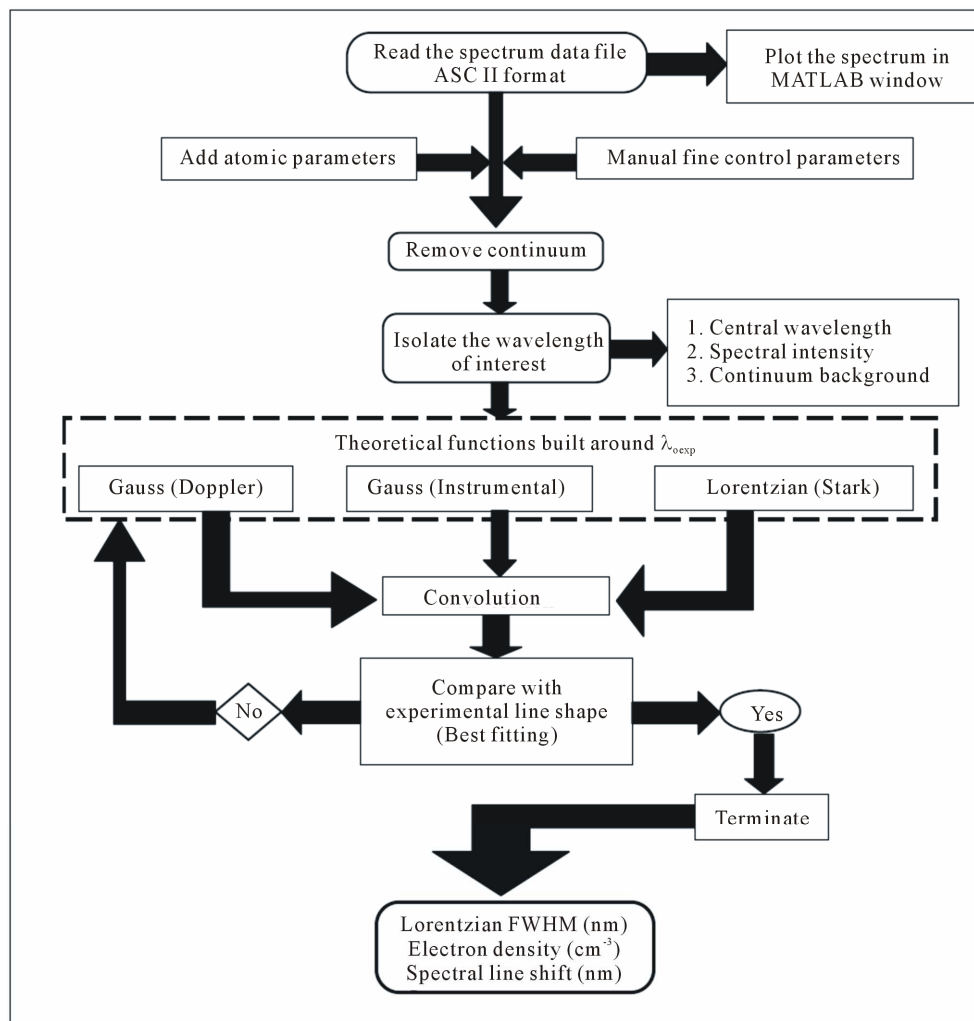 Read the spectrum data file
ASC II format
Plot the spectrum in
MATLAB window
Add atomic parameters
Manual fine control parameters
Remove continuum
Isolate the wavelength
of interest
1. Central wavelength
2. Spectral intensity
3. Continuum background
Theoretical functions built around λoexp
Gauss (Doppler)
Gauss (Instrumental)
Lorentzian (Stark)
Convolution
Compare with
experimental line shape
(Best fitting)
No
Yes
Terminate
Lorentzian FWHM (nm)
Electron density (cm-3)
Spectral line shift (nm)